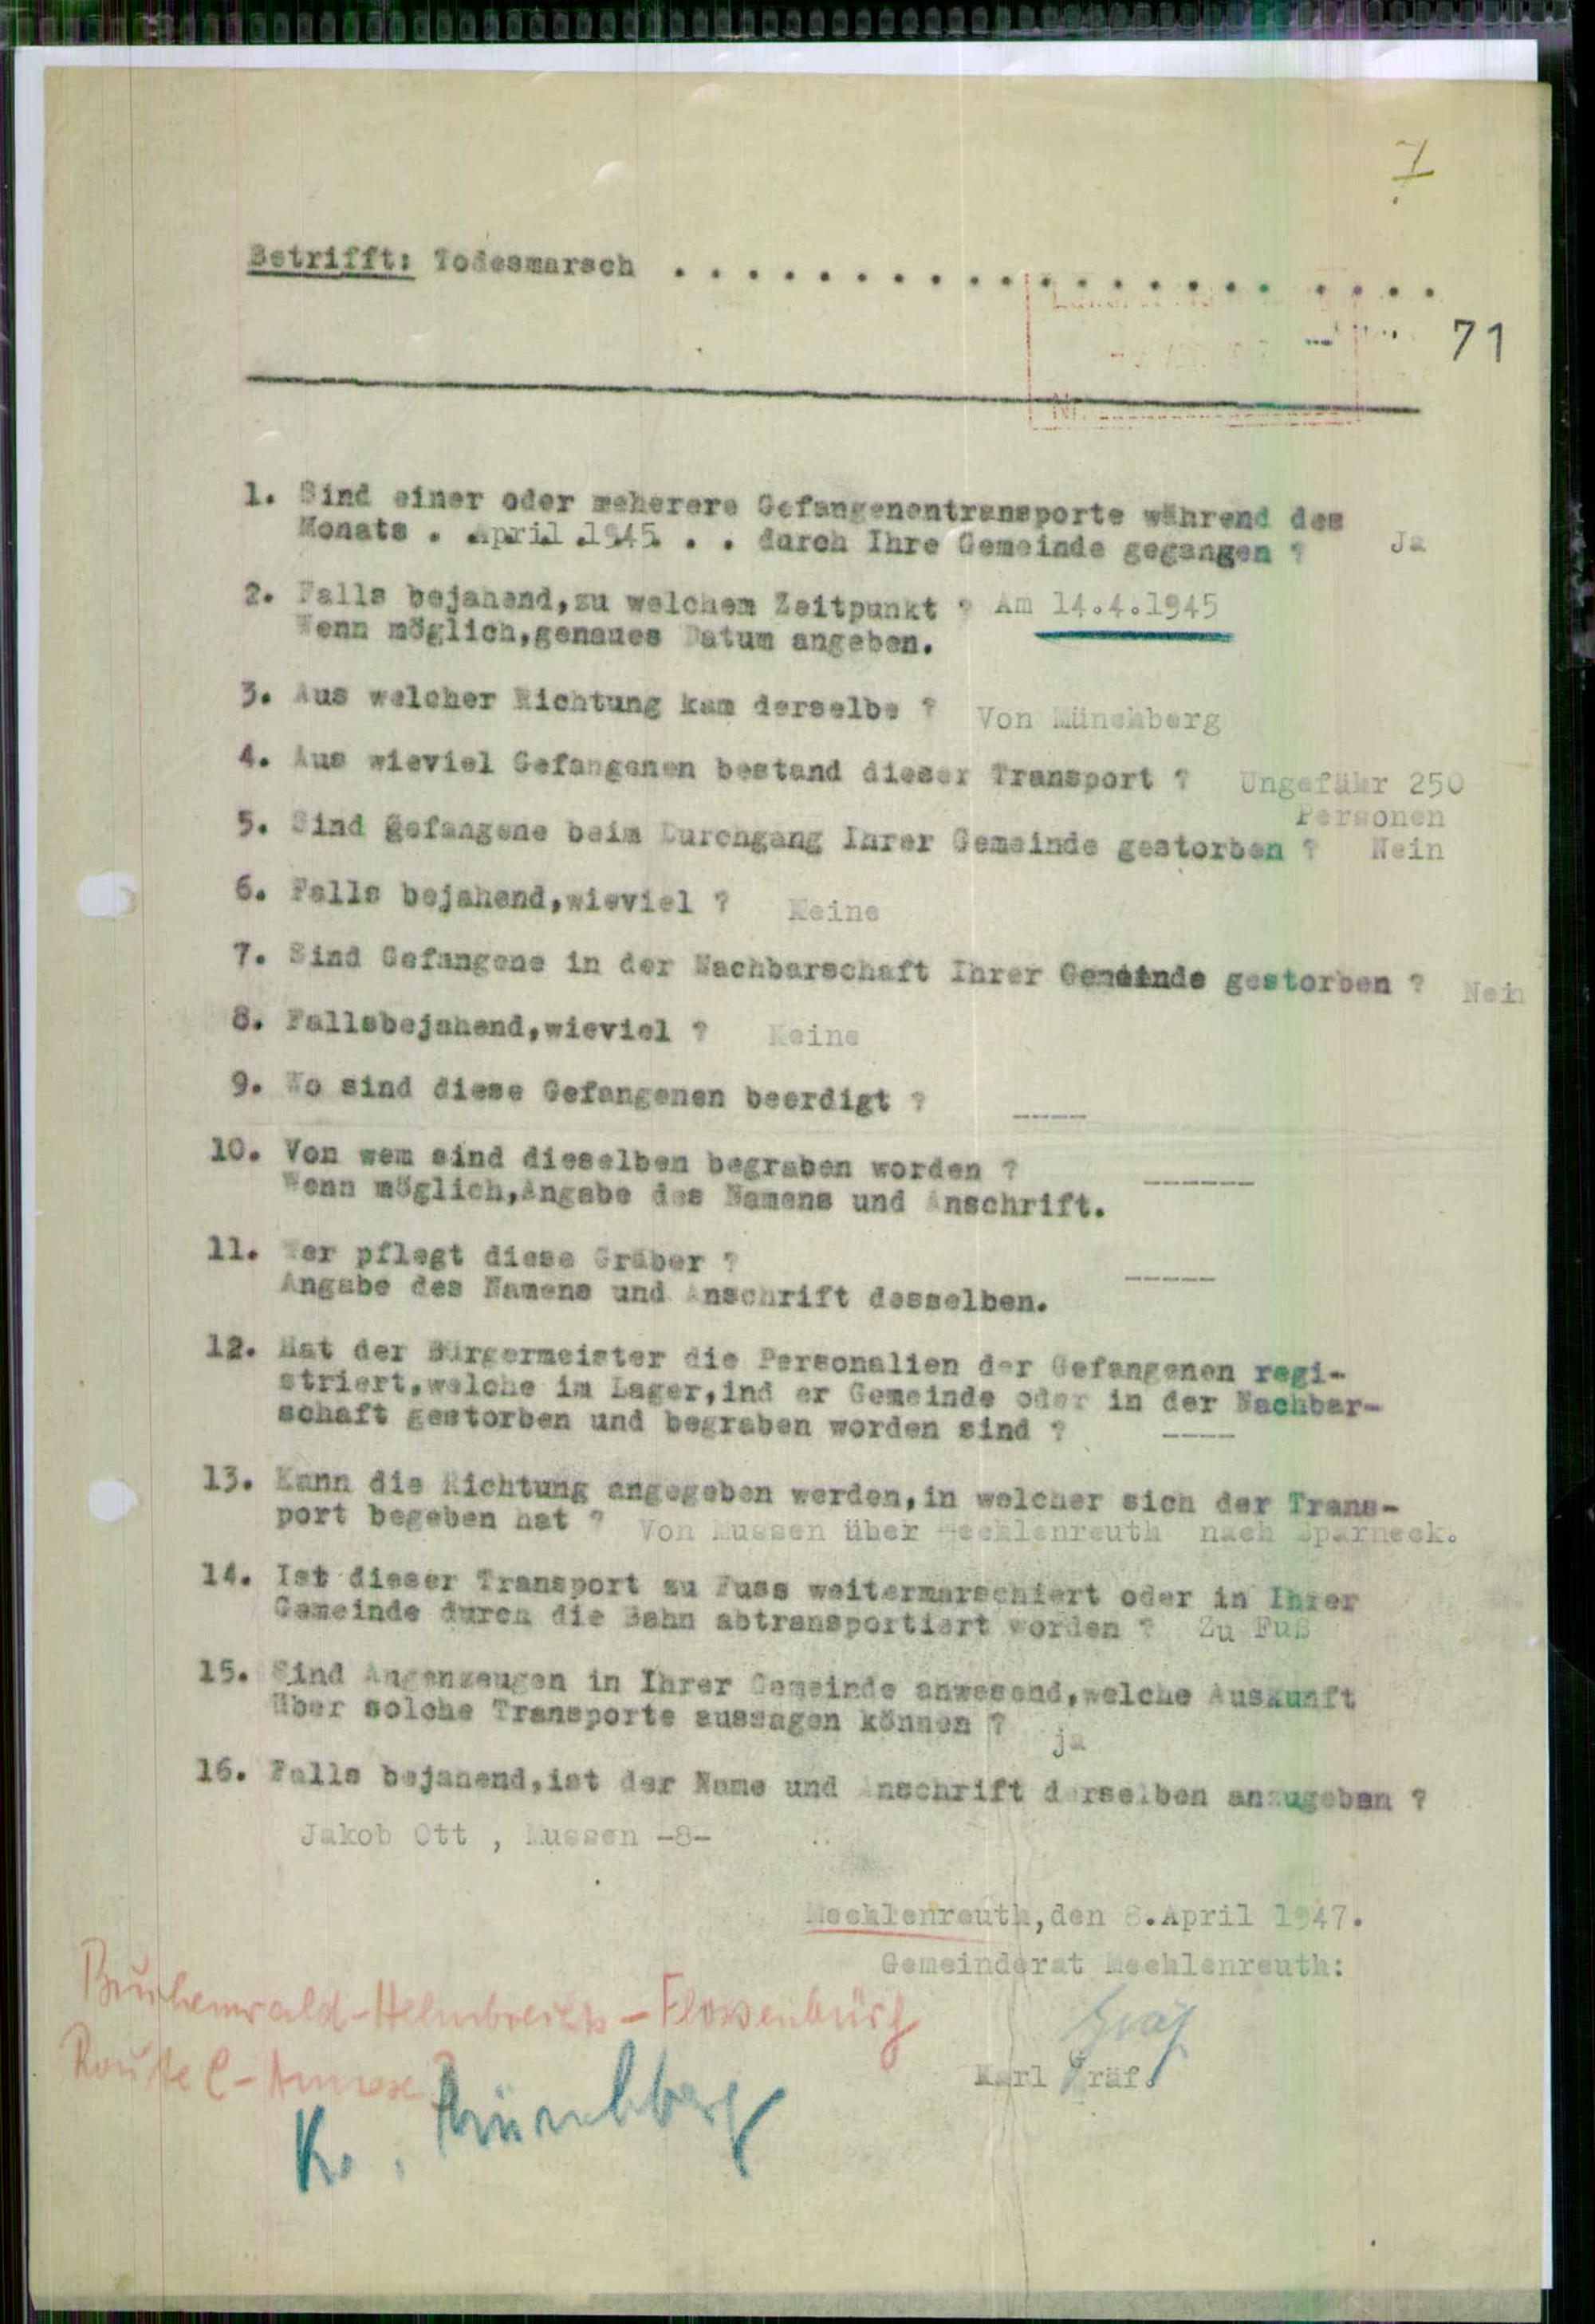 7
Betrifft: Todesmarsch . . . . . . . . . . . . . . . . . . . . .
71
Nr.
1. Sind einer oder meherere Gefangenentransporte während des
Monats . April 1945 . . durch Ihre Gemeinde gegangen ? Ja
2. Falls bejahend,zu welchem Zeitpunkt ? Am 14.4.1945
Wenn möglich,genaues Datum angeben.
3. Aus welcher Richtung kam derselbe ? Von Münchberg
4. Aus wieviel Gefangenen bestand dieser Transport ? Ungefähr 250
Personen
5. Sind Gefangene beim Durchgang Ihrer Gemeinde gestorben ? Nein
6. Falls bejahend,wieviel ? Keine
7. Sind Gefangene in der Nachbarschaft Ihrer Gemeinde gestorben ? Nein
8. Fallsbejahend,wieviel ? Keine
9. Wo sind diese Gefangenen beerdigt ? ----
10. Von wem sind dieselben begraben worden ? ------
Wenn möglich,Angabe des Namens und Anschrift.
11. Wer pflegt diese Gräber ? -----
Angabe des Namens und Anschrift desselben.
12. Hat der Bürgermeister die Personalien der Gefangenen regi-
striert,welche im Lager,ind er Gemeinde oder in der Nachbar-
schaft gestorben und begraben worden sind ? ----
13. Kann die Richtung angegeben werden,in welcher sich der Trans-
port begeben hat ? Von Mussen über Mechlenreuth nach Sparneck.
14. Ist dieser Transport zu Fuss weitermarschiert oder in Ihrer
Gemeinde durch die Bahn abtransportiert worden ? Zu Fuß
15. Sind Augenzeugen in Ihrer Gemeinde anwesend,welche Auskunft
über solche Transporte aussagen können ? ja
16. Falls bejahend,ist der Name und Anschrift derselben anzugeben ?
Jakob Ott , Mussen -8-
Mechlenreuth,den 8.April 1947.
Gemeinderat Mechlenreuth:
Buchenwald-Helmbrechts-Flossenbürg
Gräf
Route C-Annexe
Karl Gräf.
Kr. Münchberg